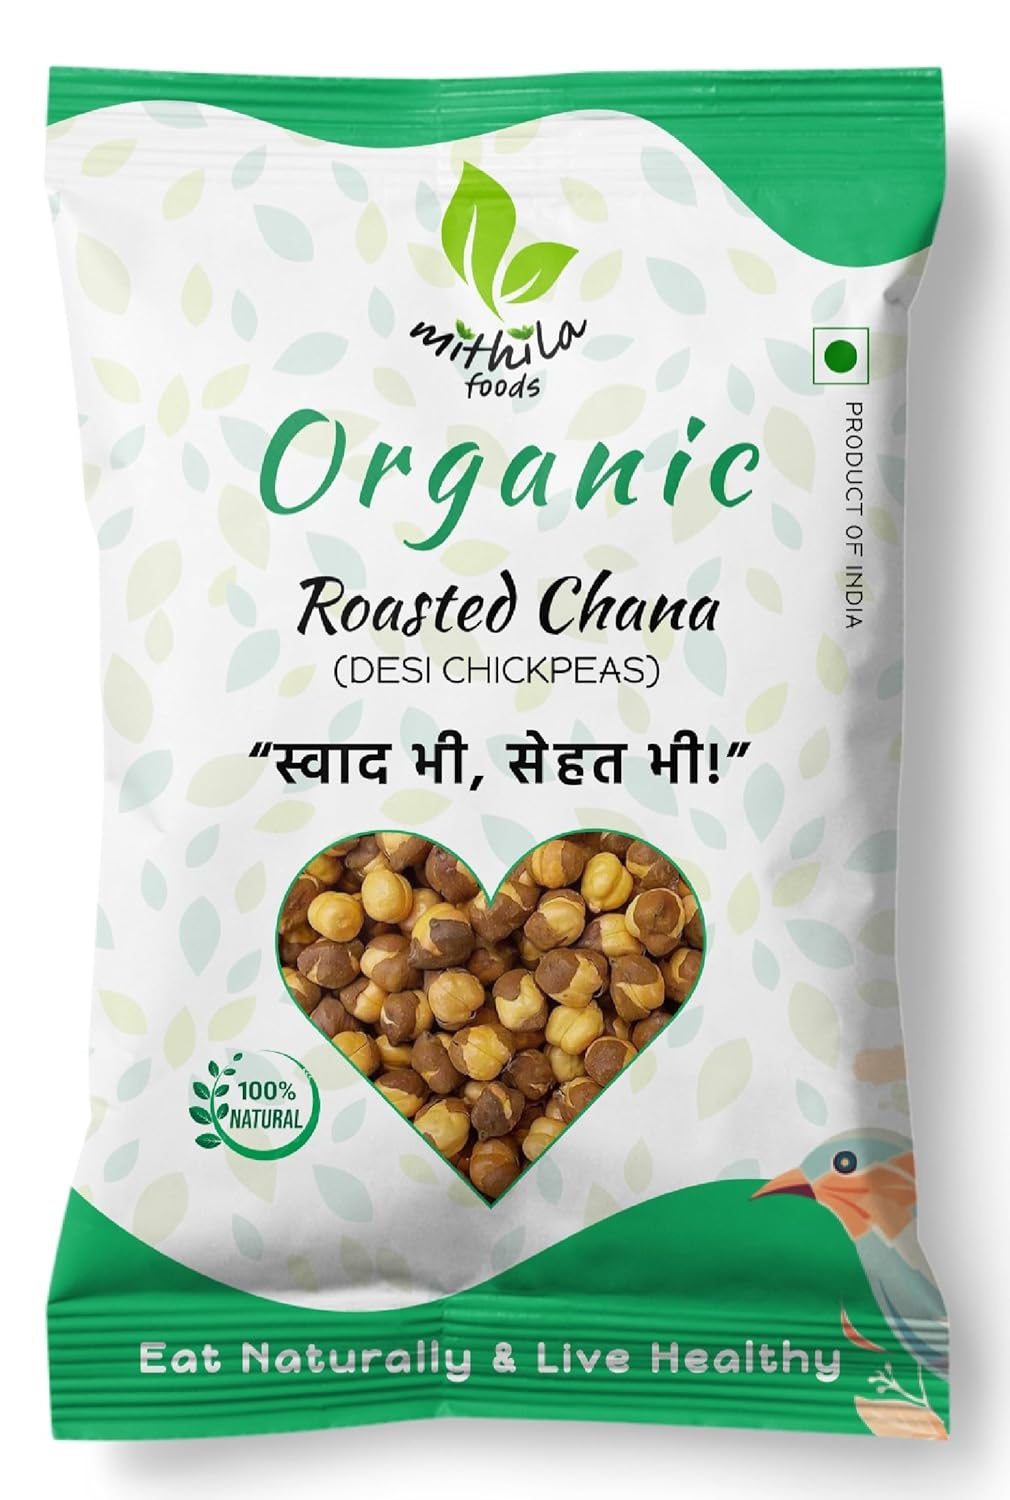 mithila
foods
Organic
Roasted Chana
(DESI CHICKPEAS)
“स्वाद भी, सेहत भी!”
PRODUCT OF INDIA
100%
NATURAL
Eat Naturally & Live Healthy